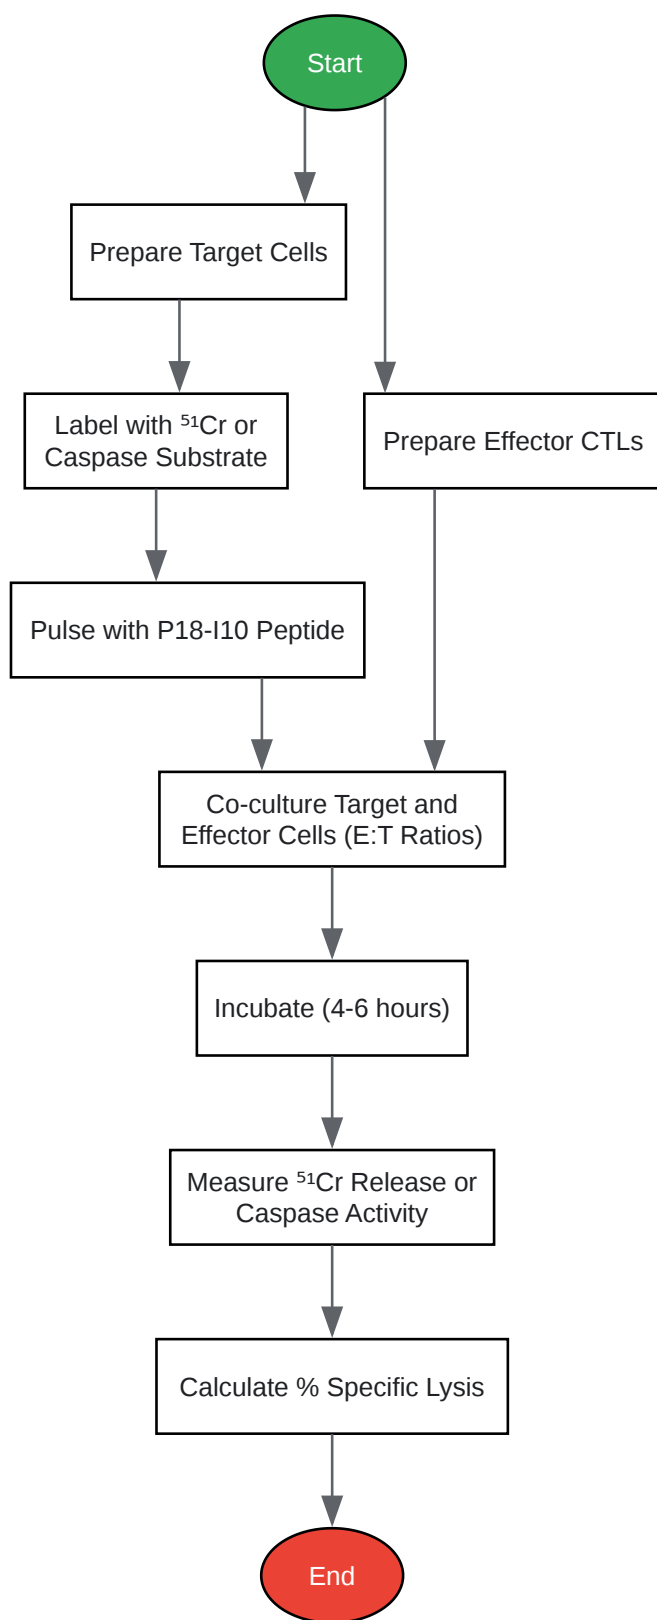 Start
Prepare Target Cells
Label with ⁵¹Cr or
Caspase Substrate
Prepare Effector CTLs
Pulse with P18-I10 Peptide
Co-culture Target and
Effector Cells (E:T Ratios)
Incubate (4-6 hours)
Measure ⁵¹Cr Release or
Caspase Activity
Calculate % Specific Lysis
End